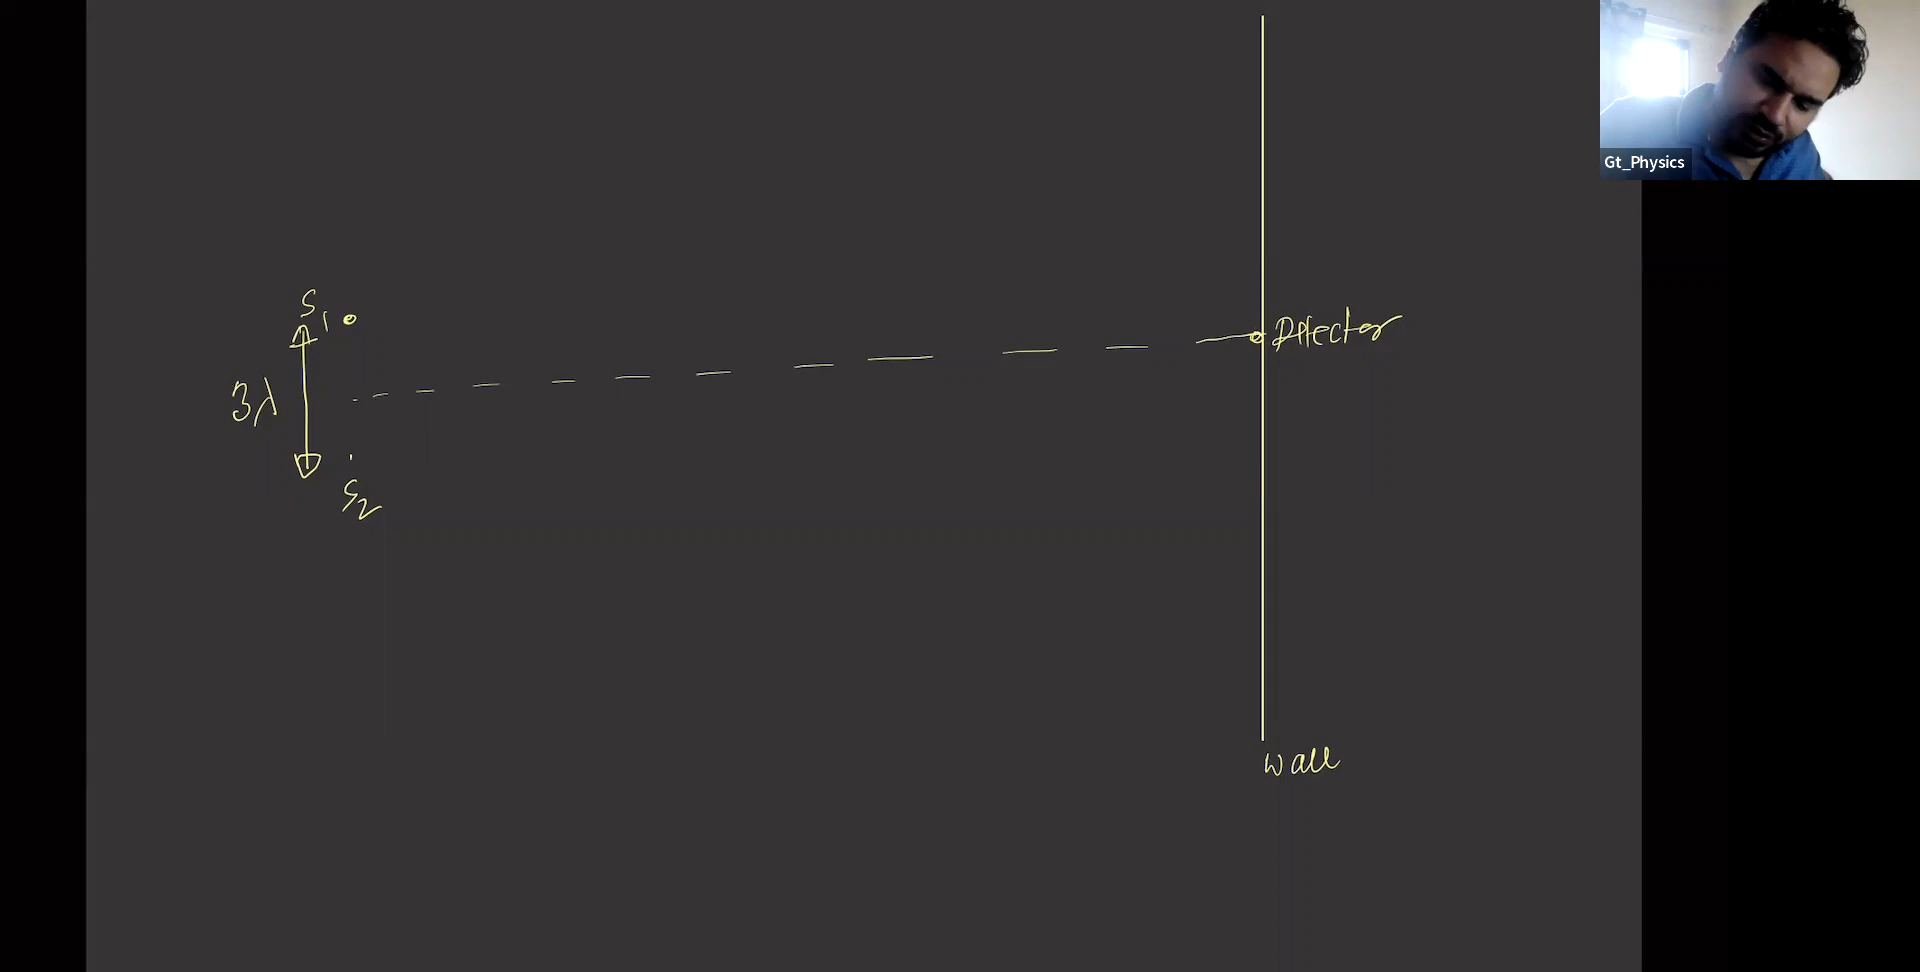 Gt_Physics
S1
Detector
3λ
S2
Wall